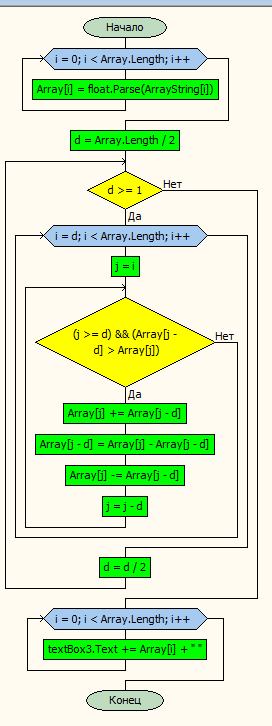 Начало
i = 0; i < Array.Length; i++
Array[i] = float.Parse(ArrayString[i])
d = Array.Length / 2
d >= 1
Нет
Да
i = d; i < Array.Length; i++
j = i
(j >= d) && (Array[j -
d] > Array[j])
Нет
Да
Array[j] += Array[j - d]
Array[j - d] = Array[j] - Array[j - d]
Array[j] -= Array[j - d]
j = j - d
d = d / 2
i = 0; i < Array.Length; i++
textBox3.Text += Array[i] + " "
Конец